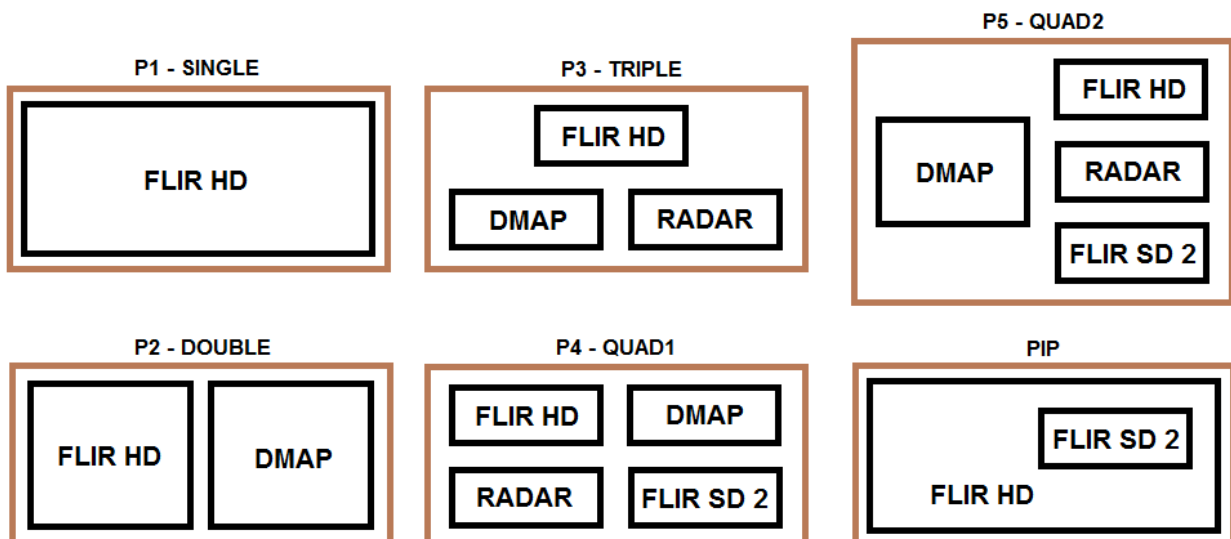 P1 - SINGLE
FLIR HD
P3 - TRIPLE
FLIR HD
DMAP
RADAR
P5 - QUAD2
DMAP
FLIR HD
RADAR
FLIR SD 2
P2 - DOUBLE
FLIR HD
DMAP
P4 - QUAD1
FLIR HD
DMAP
RADAR
FLIR SD 2
PIP
FLIR SD 2
FLIR HD